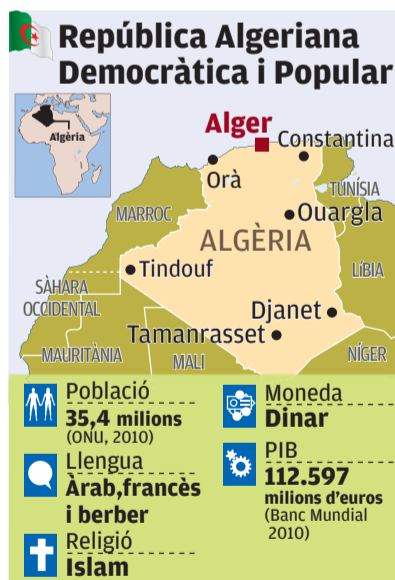 República Algeriana
Democràtica i Popular
Algèria
Alger
Constantina
Orà
TUNÍSIA
MARROC
Ouargla
ALGÈRIA
Tindouf
LíBIA
SÀHARA
OCCIDENTAL
Djanet
Tamanrasset
MAURITÀNIA
MALI
NÍGER
Població
35,4 milions
(ONU, 2010)
Llengua
Àrab,francès
i berber
Religió
Islam
Moneda
Dinar
PIB
112.597
milions d'euros
(Banc Mundial
2010)